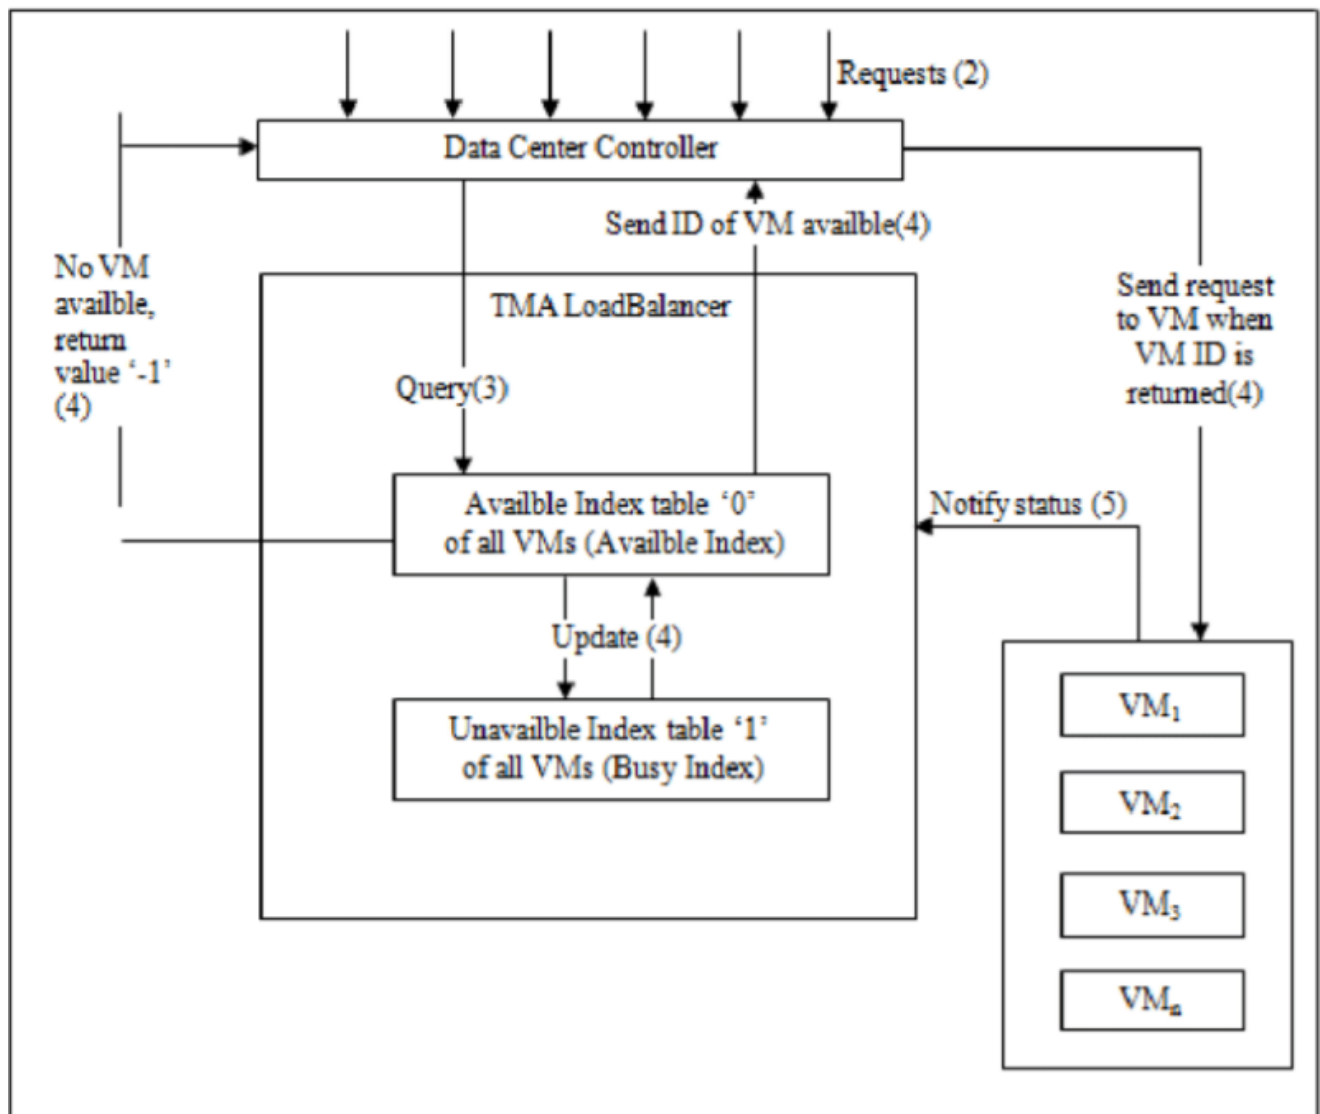 Requests (2)
Data Center Controller
Send ID of VM availble(4)
No VM
availble,
return
value ‘-1’
(4)
TMA LoadBalancer
Send request
to VM when
VM ID is
returned(4)
Query(3)
Availble Index table ‘0’
of all VMs (Availble Index)
Notify status (5)
Update (4)
Unavailble Index table ‘1’
of all VMs (Busy Index)
VM₁
VM₂
VM₃
VMₙ